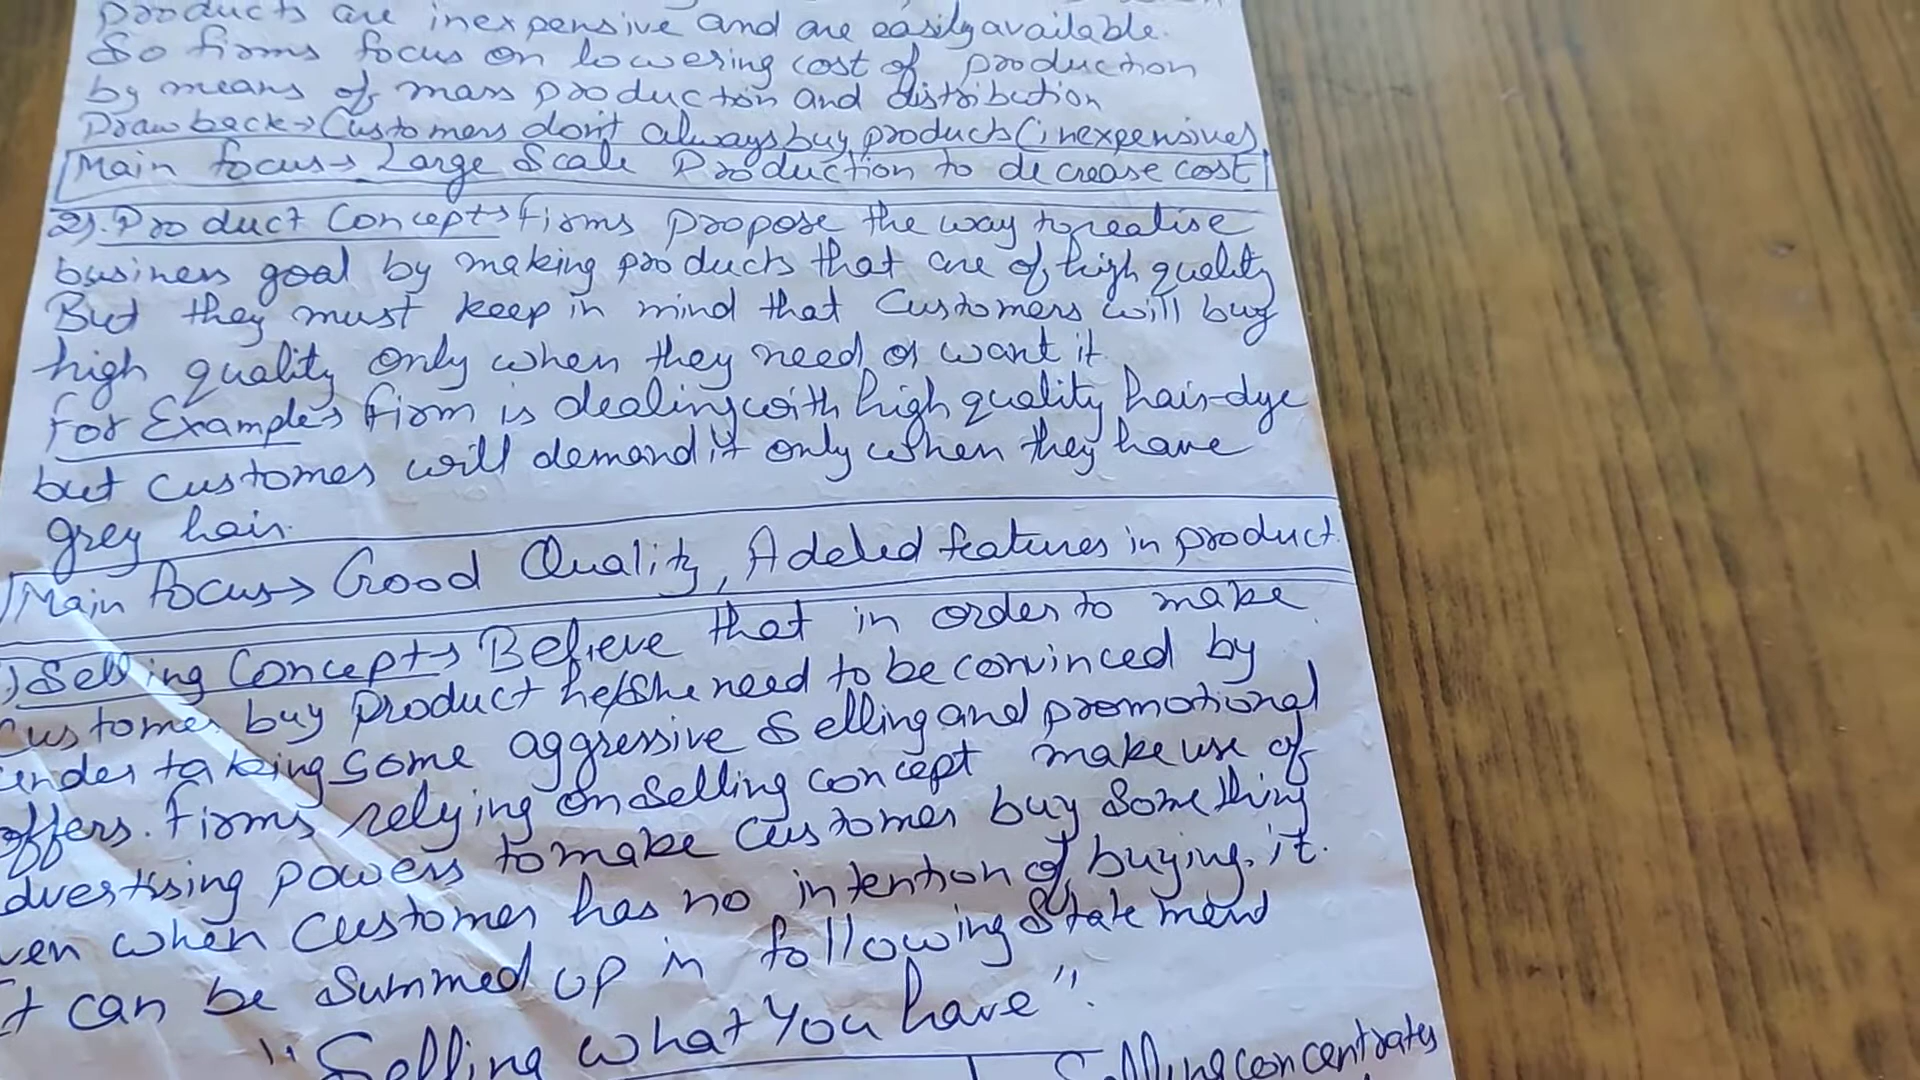 products are inexpensive and are easily available.
So firms focus on lowering cost of production
by means of mass production and distribution
Drawback→Customers don't always buy products (inexpensive)
Main focus→ Large Scale Production to decrease cost
2). Product Concept→ firms propose the way to realise
business goal by making products that are of high quality
But they must keep in mind that Customers will buy
high quality only when they need or want it.
For Example→ firm is dealing with high quality hair-dye
but customers will demand it only when they have
grey hair.
Main focus→ Good Quality, Added features in product.
) Selling Concept→ Believe that in order to make
customer buy product he/she need to be convinced by
undertaking some aggressive selling and promotional
offers. firms relying on selling concept make use of
dvertising powers to make customer buy something
ven when customer has no intention of buying it.
It can be summed up in following statement
"Selling what you have".
Selling concentrates